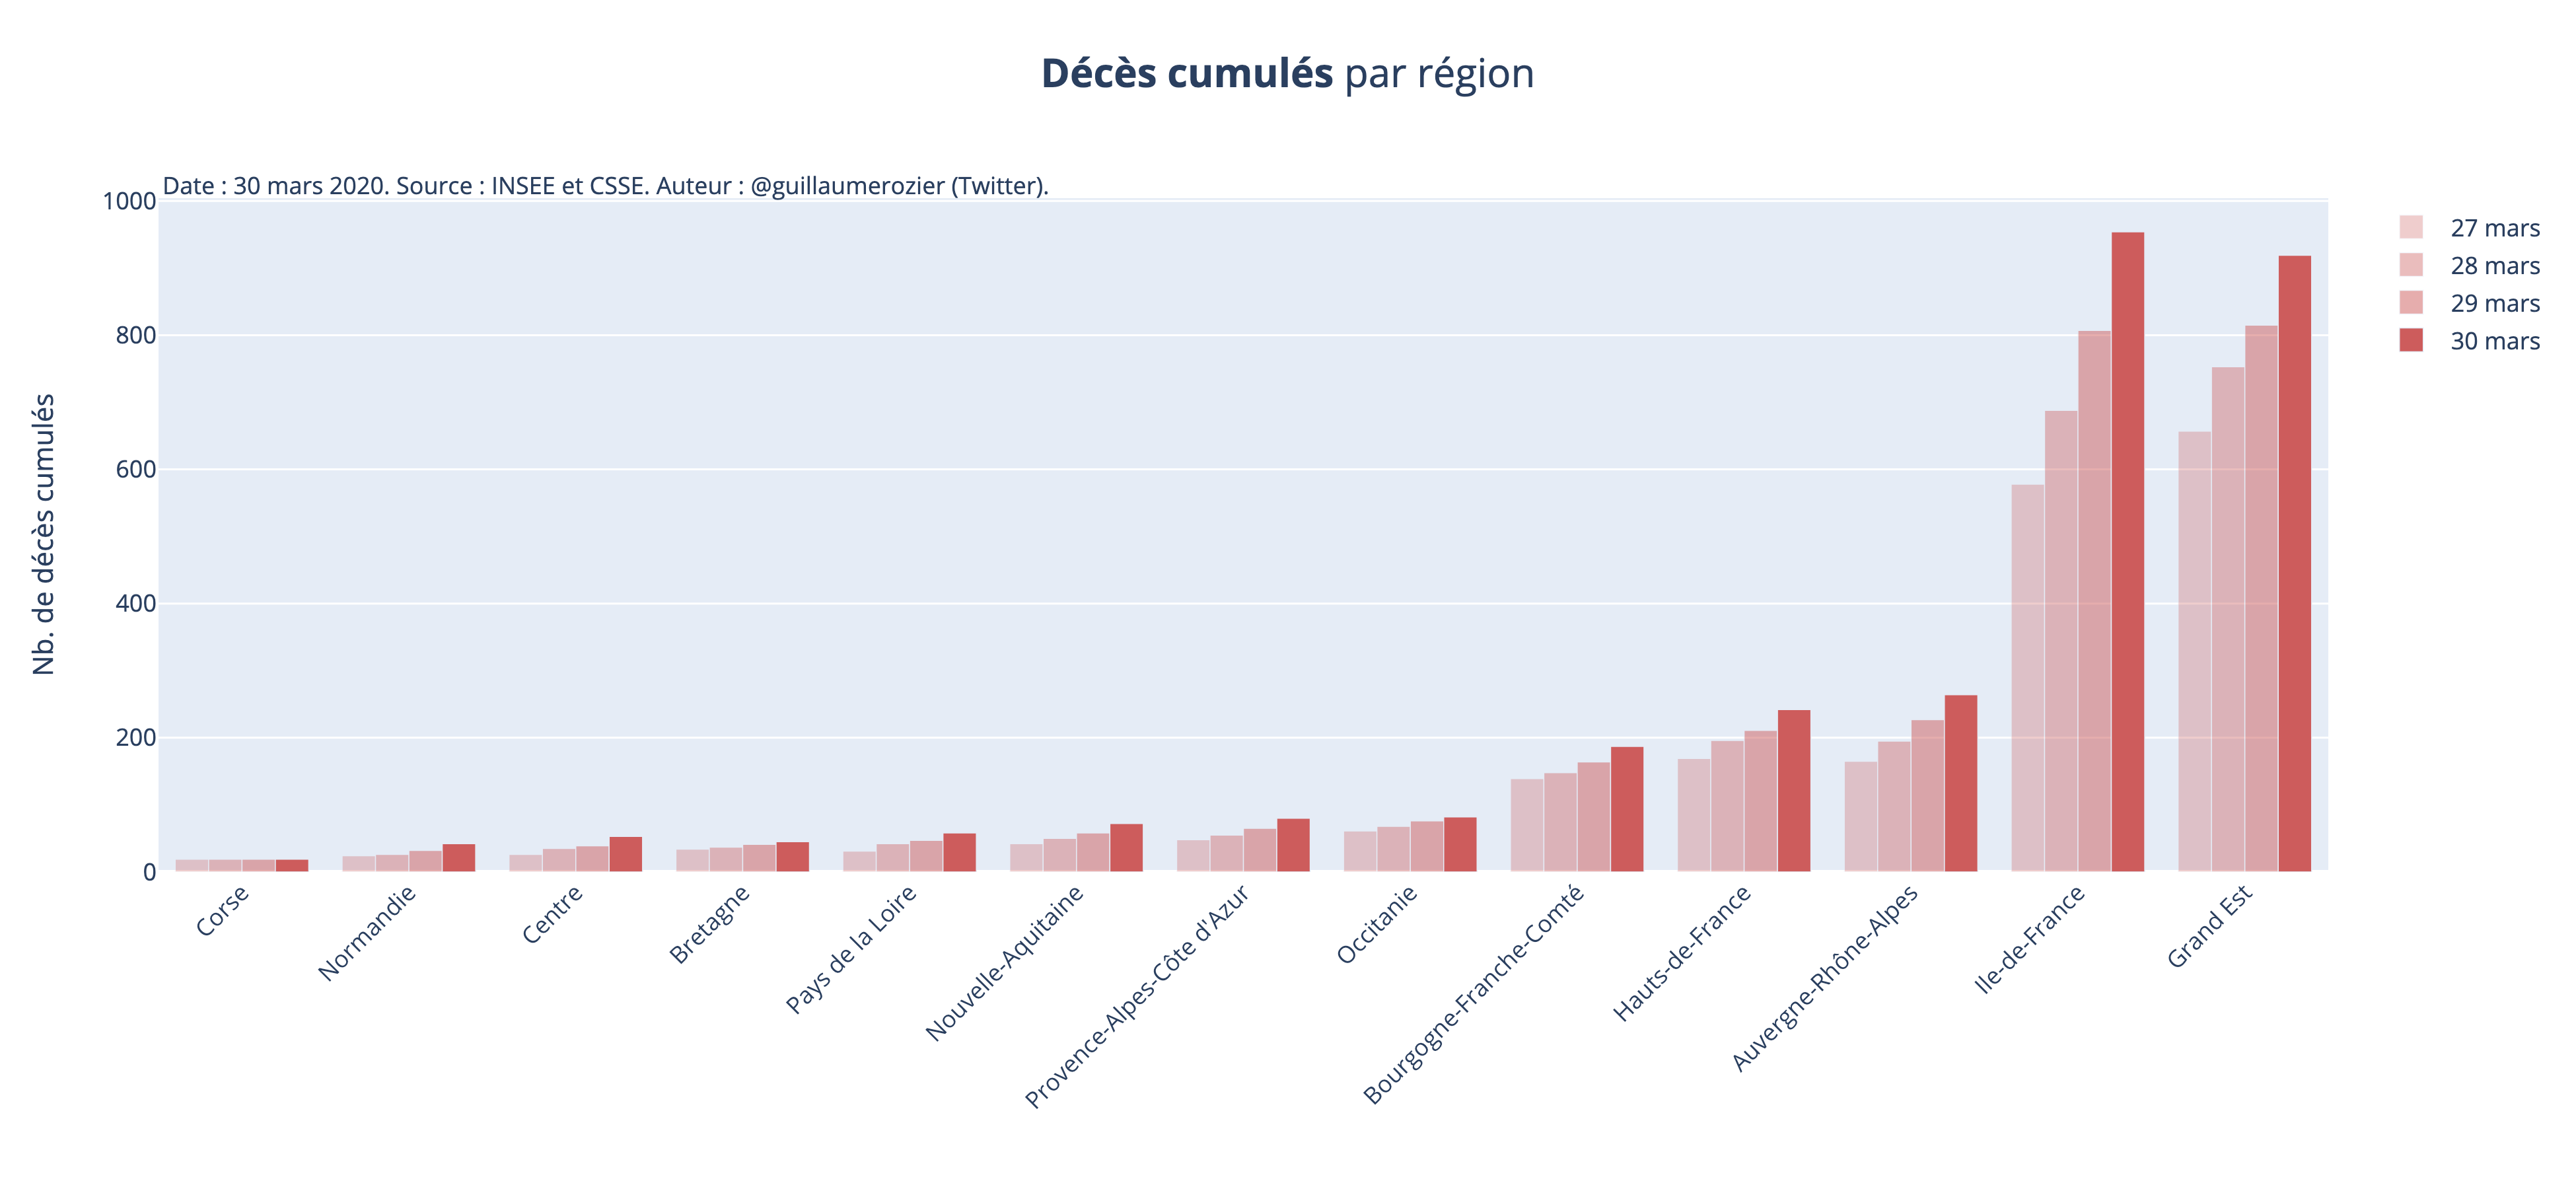 Décès cumulés par région
Date : 30 mars 2020. Source : INSEE et CSSE. Auteur : @guillaumerozier (Twitter).
Nb. de décès cumulés
1000
800
600
400
200
0
27 mars
28 mars
29 mars
30 mars
Corse
Normandie
Centre
Bretagne
Pays de la Loire
Nouvelle-Aquitaine
Provence-Alpes-Côte d'Azur
Occitanie
Bourgogne-Franche-Comté
Hauts-de-France
Auvergne-Rhône-Alpes
Ile-de-France
Grand Est